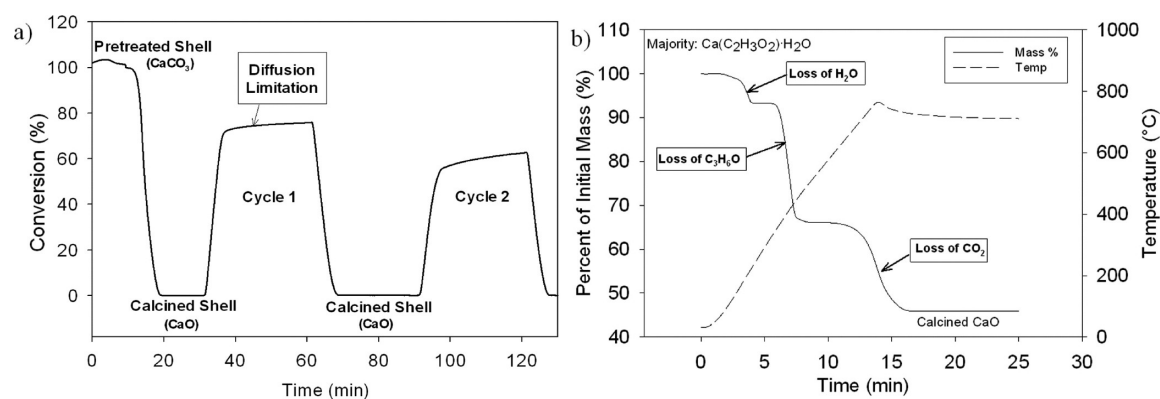 a)
Conversion (%)
120
100
80
60
40
20
0
Pretreated Shell
(CaCO₃)
Diffusion
Limitation
Cycle 1
Cycle 2
Calcined Shell
(CaO)
Calcined Shell
(CaO)
0 20 40 60 80 100 120
Time (min)
b)
Percent of Initial Mass (%)
110
100
90
80
70
60
50
40
Majority: Ca(C2H3O2)·H2O
Mass %
Temp
Loss of H₂O
Loss of C₃H₆O
Loss of CO₂
Calcined CaO
0 5 10 15 20 25 30
Time (min)
1000
800
600
400
200
0
Temperature (°C)